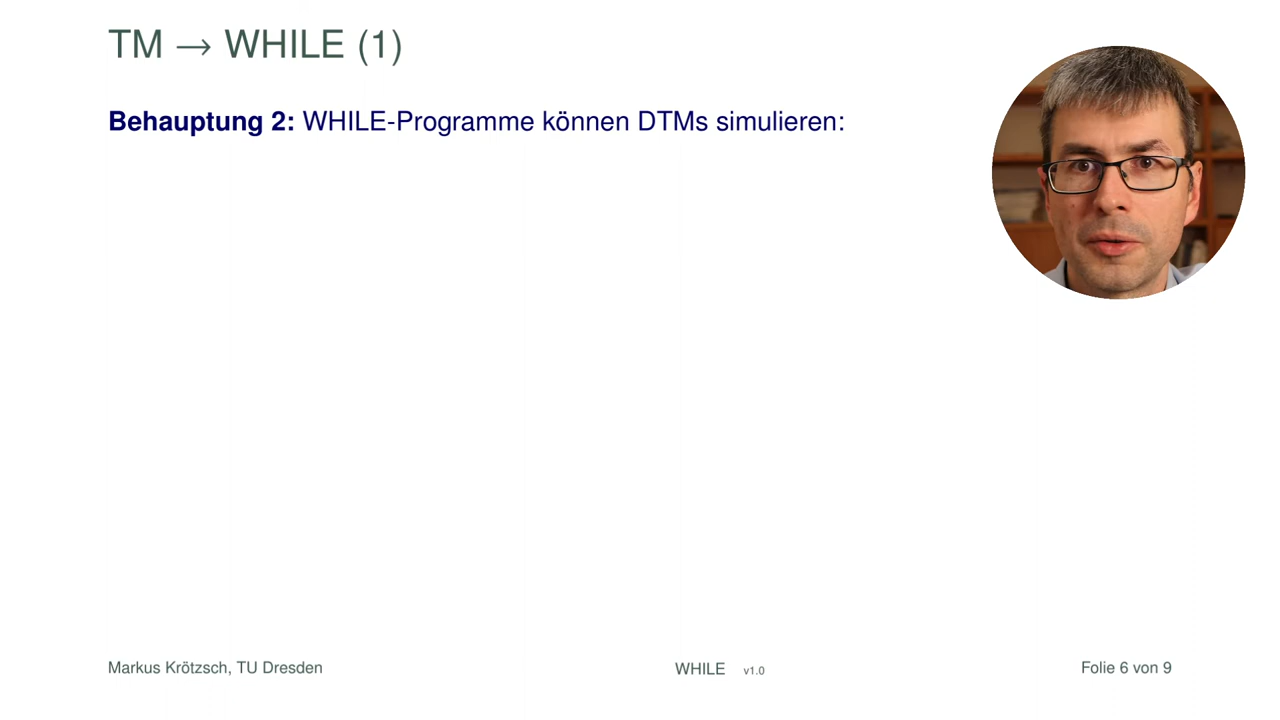 TM → WHILE (1)
Behauptung 2: WHILE-Programme können DTMs simulieren:
Markus Krötzsch, TU Dresden
WHILE v1.0
Folie 6 von 9